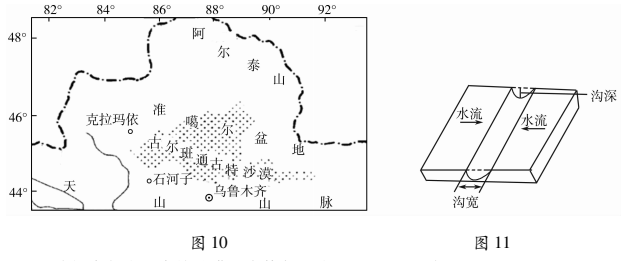 82° 84° 86° 88° 90° 92°
48°
46°
44°
阿
尔
泰
山
准
噶
尔
盆
地
克拉玛依
古尔班通古特沙漠
石河子
乌鲁木齐
天
山
山
脉
图 10
沟深
水流
水流
沟宽
图 11